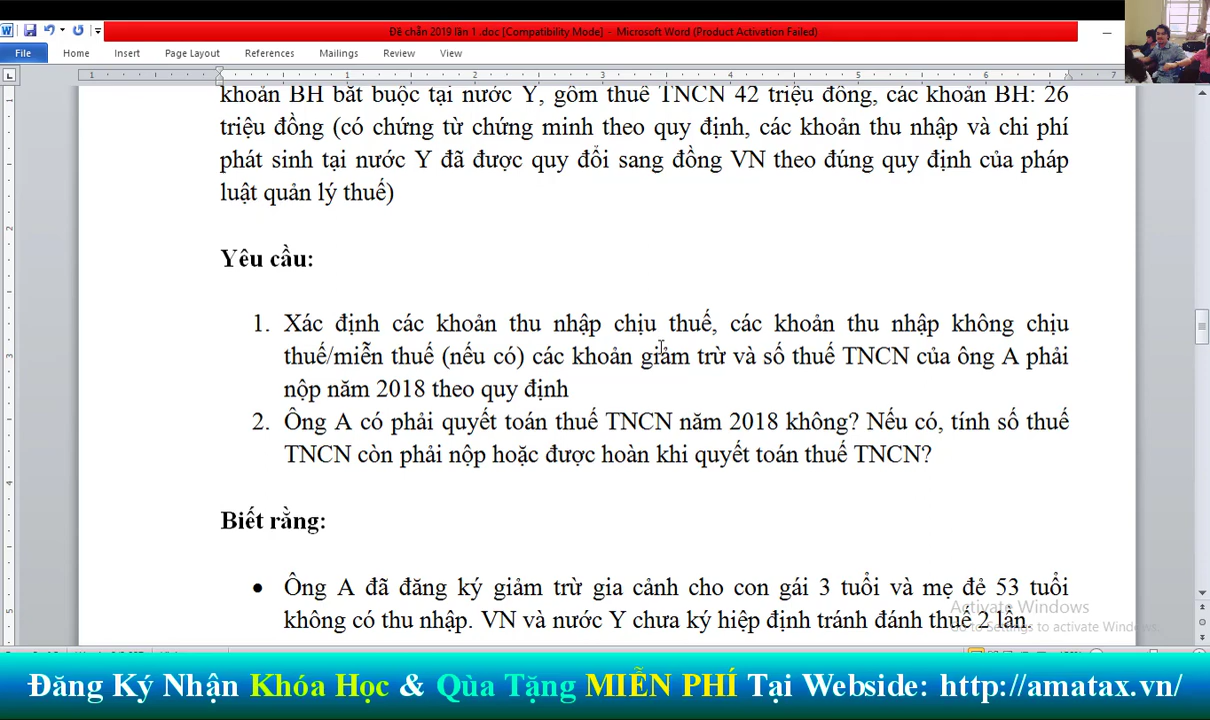 Đề chẵn 2019 lần 1 .doc [Compatibility Mode] - Microsoft Word (Product Activation Failed)
File Home Insert Page Layout References Mailings Review View
khoản BH bắt buộc tại nước Y, gồm thuế TNCN 42 triệu đồng, các khoản BH: 26
triệu đồng (có chứng từ chứng minh theo quy định, các khoản thu nhập và chi phí
phát sinh tại nước Y đã được quy đổi sang đồng VN theo đúng quy định của pháp
luật quản lý thuế)
Yêu cầu:
1. Xác định các khoản thu nhập chịu thuế, các khoản thu nhập không chịu
thuế/miễn thuế (nếu có) các khoản giảm trừ và số thuế TNCN của ông A phải
nộp năm 2018 theo quy định
2. Ông A có phải quyết toán thuế TNCN năm 2018 không? Nếu có, tính số thuế
TNCN còn phải nộp hoặc được hoàn khi quyết toán thuế TNCN?
Biết rằng:
• Ông A đã đăng ký giảm trừ gia cảnh cho con gái 3 tuổi và mẹ đẻ 53 tuổi
không có thu nhập. VN và nước Y chưa ký hiệp định tránh đánh thuế 2 lần.
Activate Windows
Go to Settings to activate Windows.
Đăng Ký Nhận Khóa Học & Quà Tặng MIỄN PHÍ Tại Webside: http://amatax.vn/